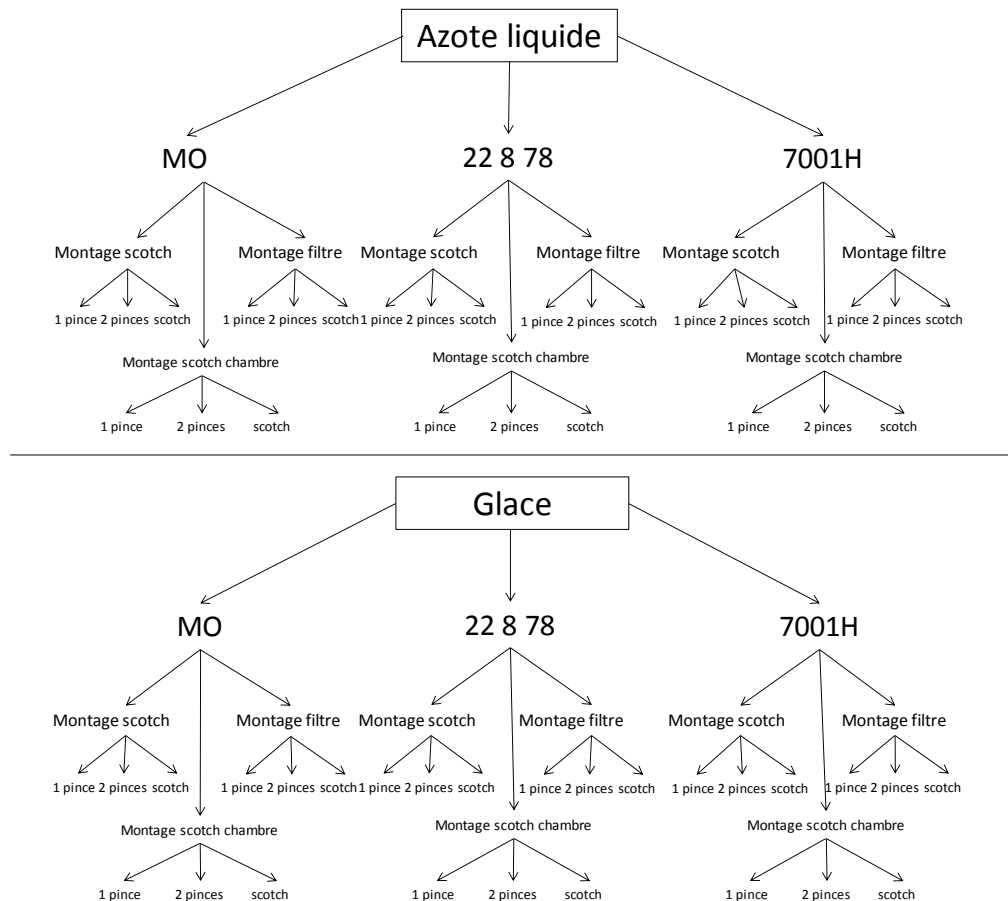 Azote liquide
MO 22 8 78 7001H
Montage scotch Montage filtre Montage scotch Montage filtre Montage scotch Montage filtre
1 pince 2 pinces scotch 1 pince 2 pinces scotch 1 pince 2 pinces scotch 1 pince 2 pinces scotch 1 pince 2 pinces scotch 1 pince 2 pinces scotch
Montage scotch chambre Montage scotch chambre Montage scotch chambre
1 pince 2 pinces scotch 1 pince 2 pinces scotch 1 pince 2 pinces scotch
Glace
MO 22 8 78 7001H
Montage scotch Montage filtre Montage scotch Montage filtre Montage scotch Montage filtre
1 pince 2 pinces scotch 1 pince 2 pinces scotch 1 pince 2 pinces scotch 1 pince 2 pinces scotch 1 pince 2 pinces scotch 1 pince 2 pinces scotch
Montage scotch chambre Montage scotch chambre Montage scotch chambre
1 pince 2 pinces scotch 1 pince 2 pinces scotch 1 pince 2 pinces scotch